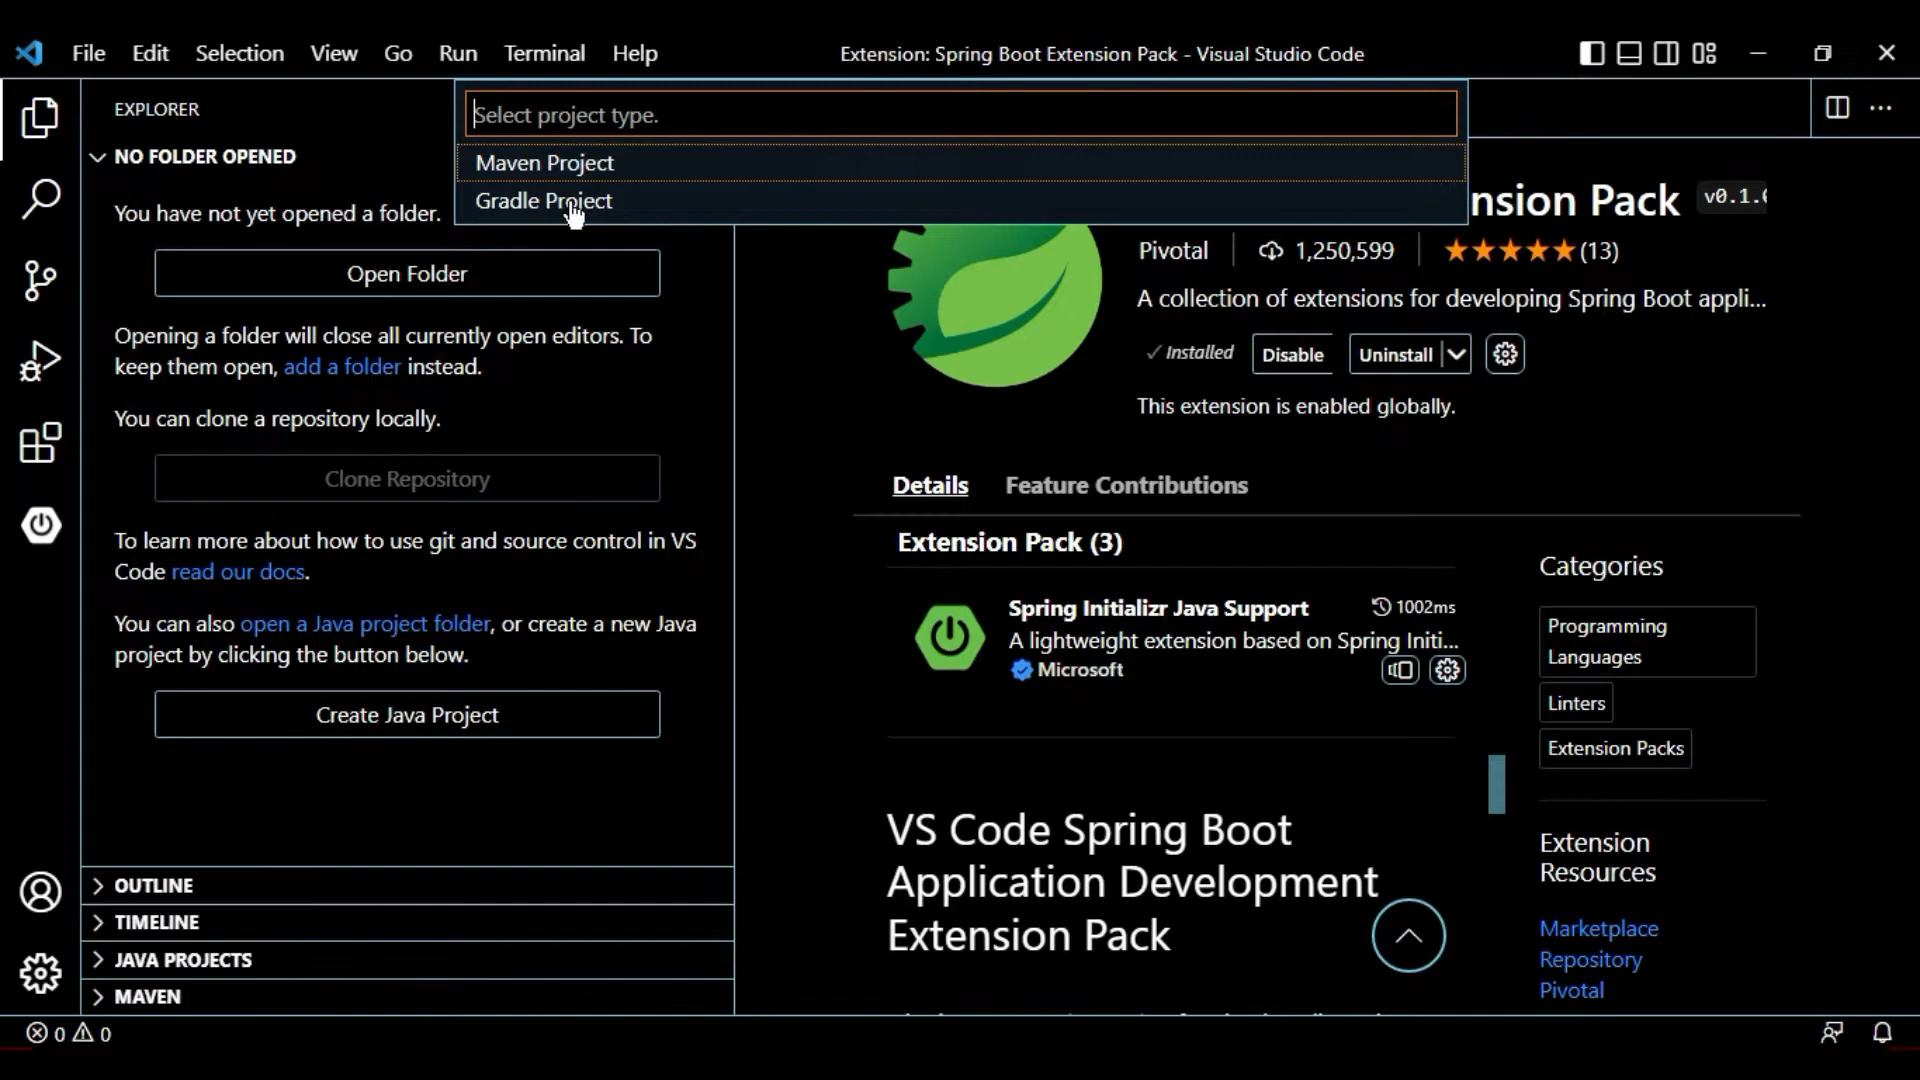 File Edit Selection View Go Run Terminal Help
Extension: Spring Boot Extension Pack - Visual Studio Code
EXPLORER
NO FOLDER OPENED
You have not yet opened a folder.
Open Folder
Opening a folder will close all currently open editors. To
keep them open, add a folder instead.
You can clone a repository locally.
Clone Repository
To learn more about how to use git and source control in VS
Code read our docs.
You can also open a Java project folder, or create a new Java
project by clicking the button below.
Create Java Project
OUTLINE
TIMELINE
JAVA PROJECTS
MAVEN
Select project type.
Maven Project
Gradle Project
nsion Pack
Pivotal 1,250,599 (13)
A collection of extensions for developing Spring Boot appli...
Installed Disable Uninstall
This extension is enabled globally.
Details Feature Contributions
Extension Pack (3)
Spring Initializr Java Support 1002ms
A lightweight extension based on Spring Initi...
Microsoft
VS Code Spring Boot
Application Development
Extension Pack
Categories
Programming
Languages
Linters
Extension Packs
Extension
Resources
Marketplace
Repository
Pivotal
0 0